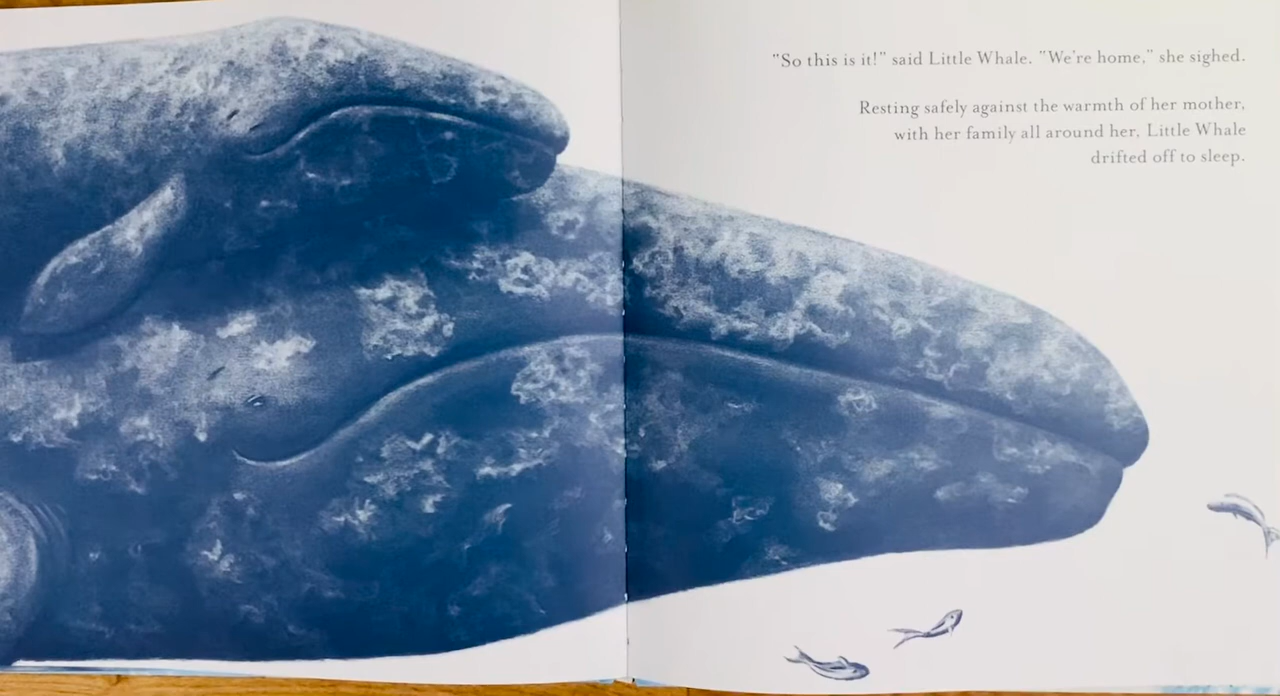 "So this is it!" said Little Whale. "We're home," she sighed.
Resting safely against the warmth of her mother,
with her family all around her, Little Whale
drifted off to sleep.